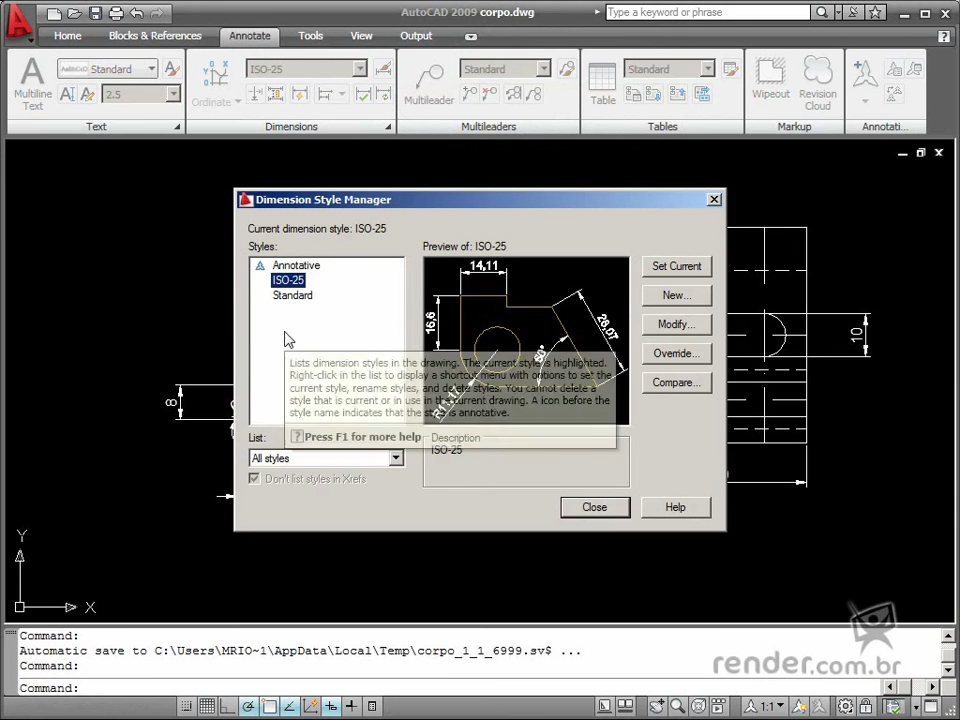 AutoCAD 2009 corpo.dwg
Type a keyword or phrase
Home
Blocks & References
Annotate
Tools
View
Output
Multiline
Text
Standard
2.5
Text
Ordinate
ISO-25
Dimensions
Multileader
Standard
Multileaders
Table
Standard
Tables
Wipeout
Revision
Cloud
Markup
Annotati...
Dimension Style Manager
Current dimension style: ISO-25
Styles:
Annotative
ISO-25
Standard
Preview of: ISO-25
14,11
16,6
26,07
60°
Set Current
New...
Modify...
Override...
Compare...
Lists dimension styles in the drawing. The current style is highlighted.
Right-click in the list to display a shortcut menu with options to set the
current style, rename styles, and delete styles. You cannot delete a
style that is current or in use in the current drawing. A icon before the
style name indicates that the style is annotative.
Press F1 for more help
List:
All styles
Don't list styles in Xrefs
Description
ISO-25
Close
Help
8
10
Y
X
Command:
Automatic save to C:\Users\MRIO~1\AppData\Local\Temp\corpo_1_1_6999.sv$ ...
Command:
Command:
render.com.br
1:1